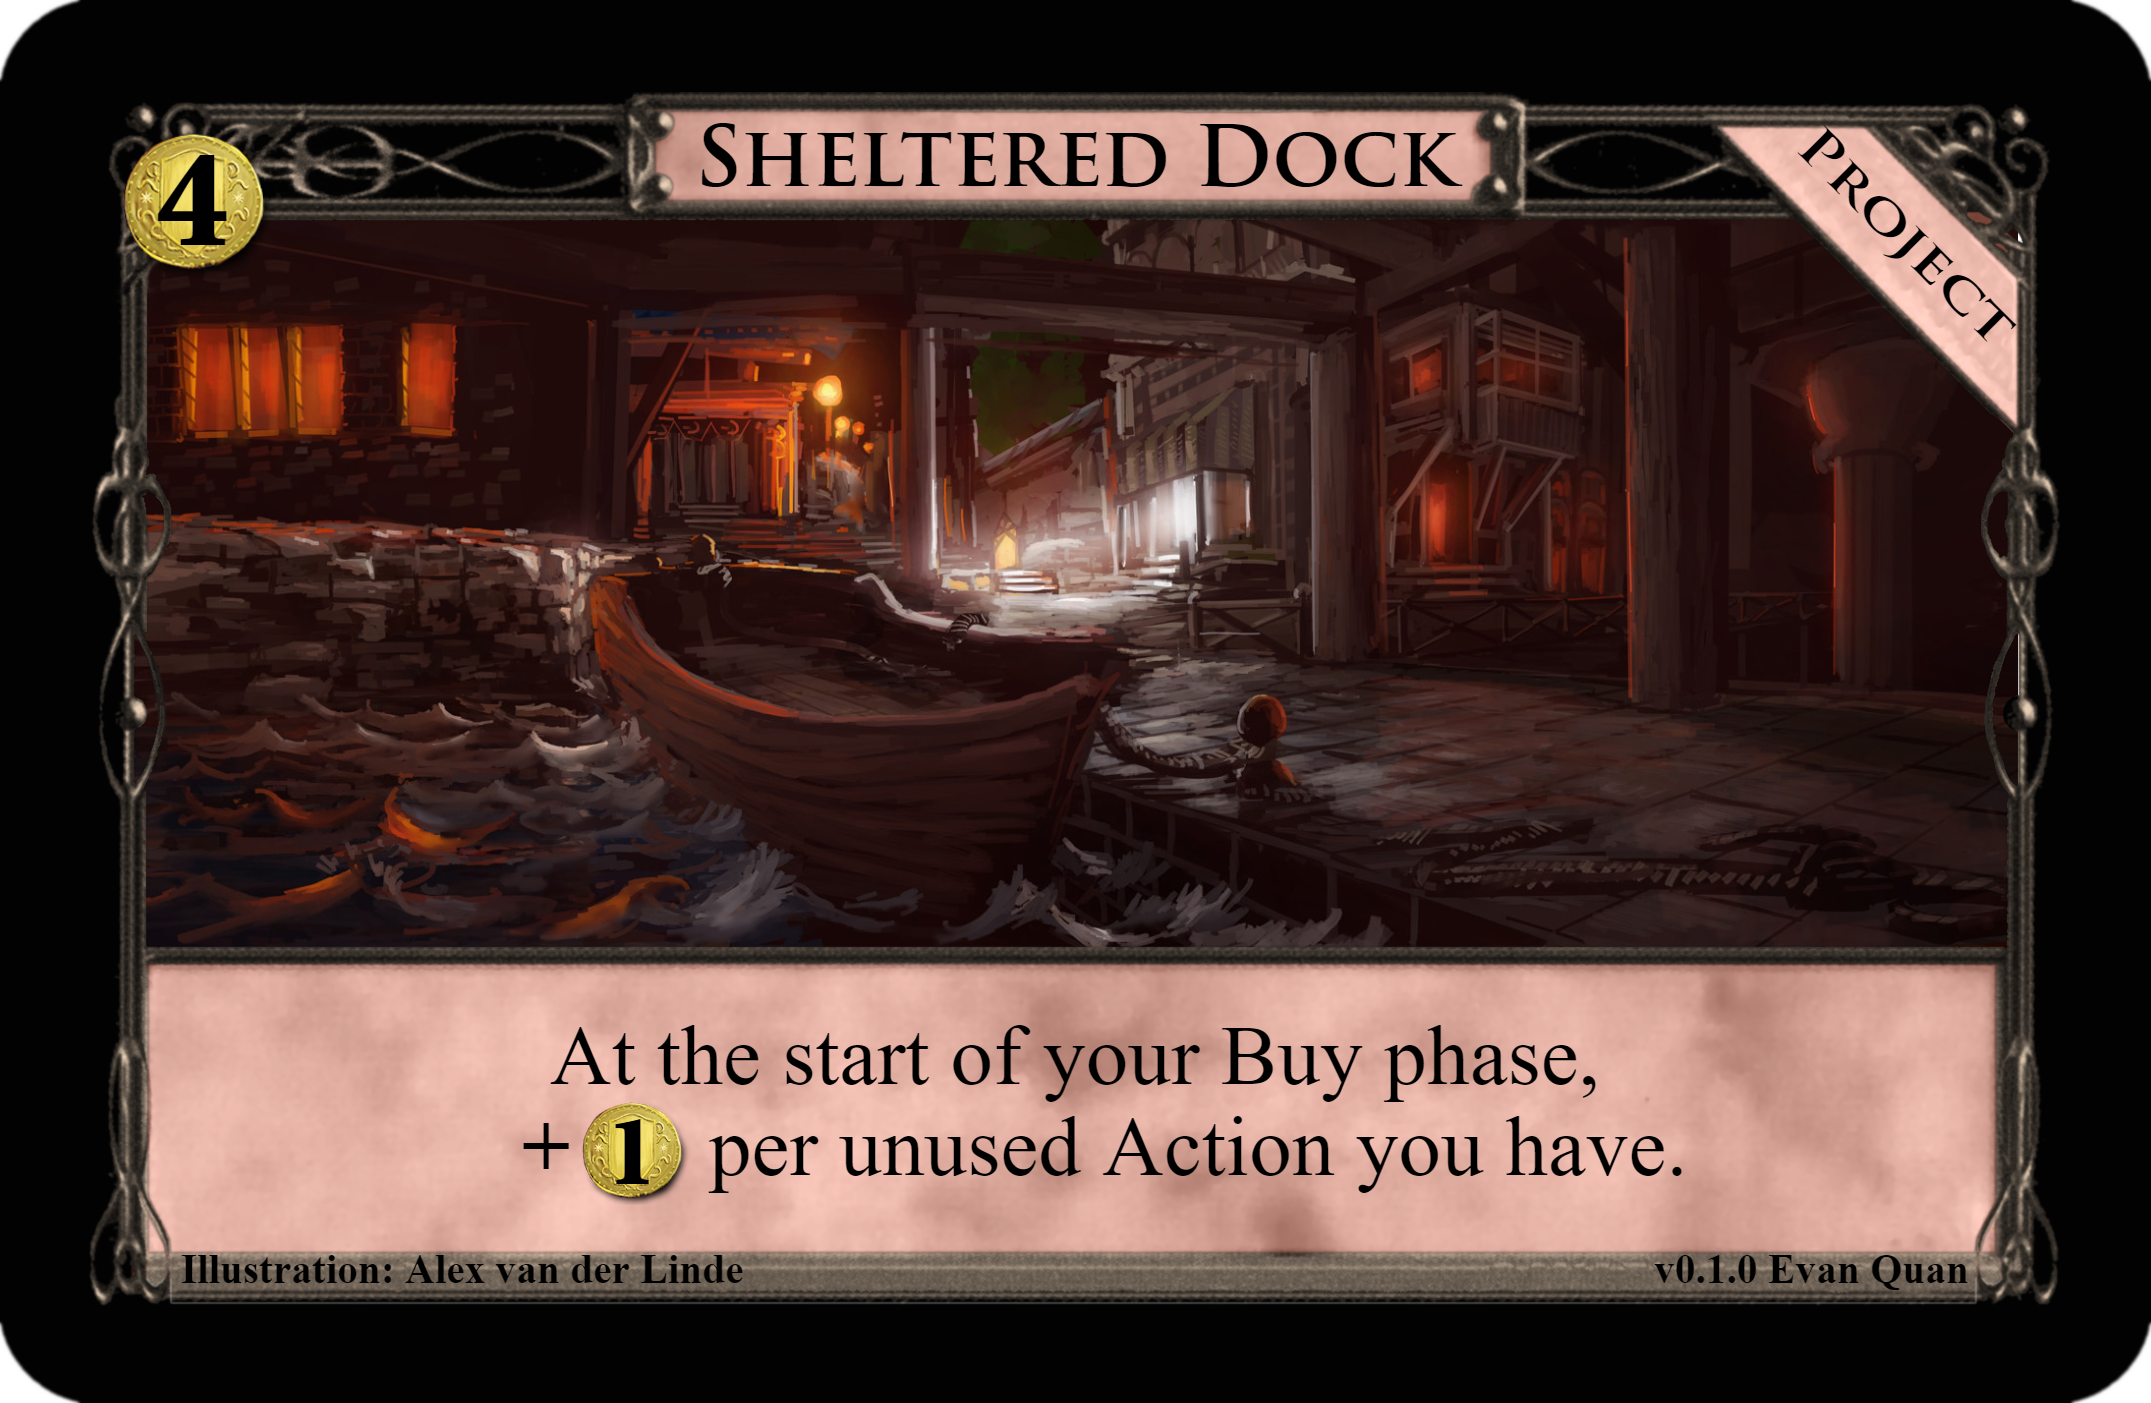 4
SHELTERED DOCK
PROJECT
At the start of your Buy phase,
+1 per unused Action you have.
Illustration: Alex van der Linde
v0.1.0 Evan Quan